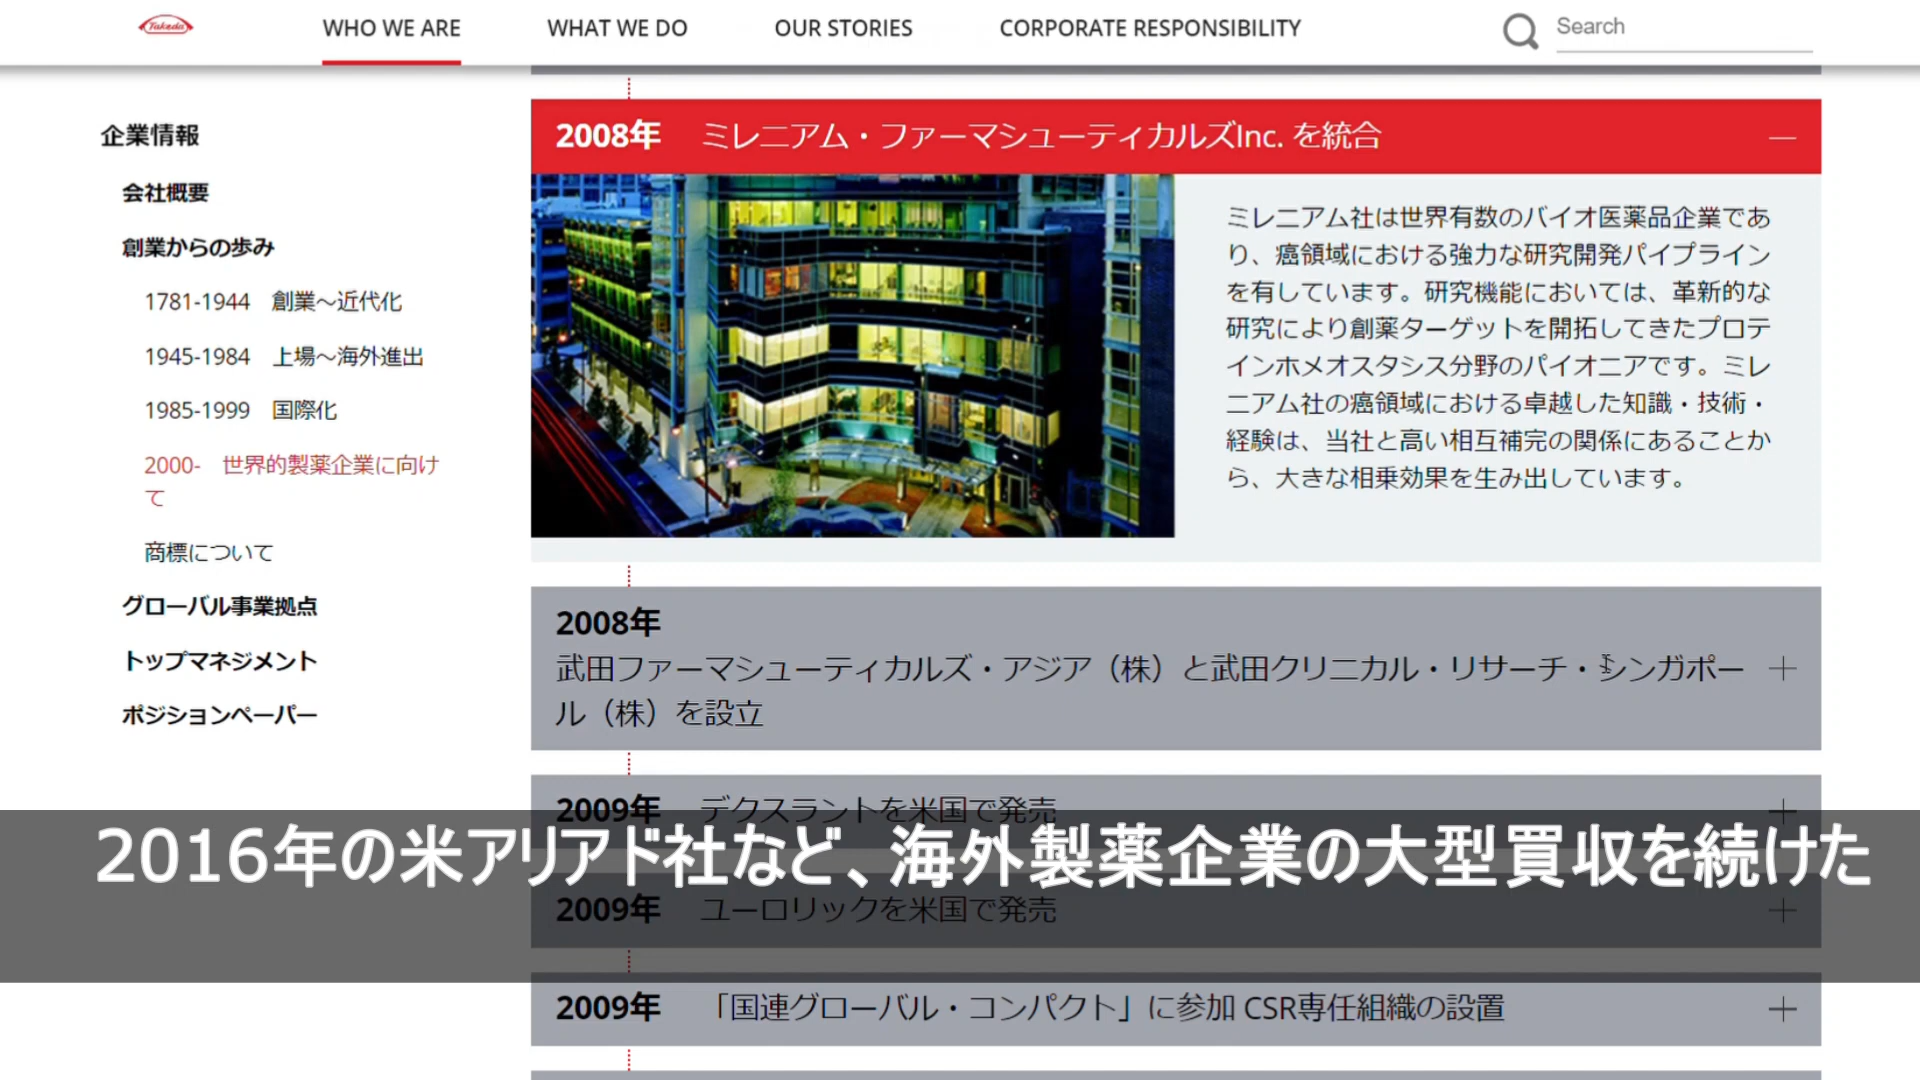 Takeda
WHO WE ARE
WHAT WE DO
OUR STORIES
CORPORATE RESPONSIBILITY
Search
企業情報
会社概要
創業からの歩み
1781-1944 創業～近代化
1945-1984 上場～海外進出
1985-1999 国際化
2000- 世界的製薬企業に向け
て
商標について
グローバル事業拠点
トップマネジメント
ポジションペーパー
2008年 ミレニアム・ファーマシューティカルズInc. を統合
ミレニアム社は世界有数のバイオ医薬品企業であ
り、癌領域における強力な研究開発パイプライン
を有しています。研究機能においては、革新的な
研究により創薬ターゲットを開拓してきたプロテ
インホメオスタシス分野のパイオニアです。ミレ
ニアム社の癌領域における卓越した知識・技術・
経験は、当社と高い相互補完の関係にあることか
ら、大きな相乗効果を生み出しています。
2008年
武田ファーマシューティカルズ・アジア（株）と武田クリニカル・リサーチ・シンガポー
ル（株）を設立
2009年 デクスラントを米国で発売
2016年の米アリアド社など、海外製薬企業の大型買収を続けた
2009年 ユーロリックを米国で発売
2009年 「国連グローバル・コンパクト」に参加 CSR専任組織の設置